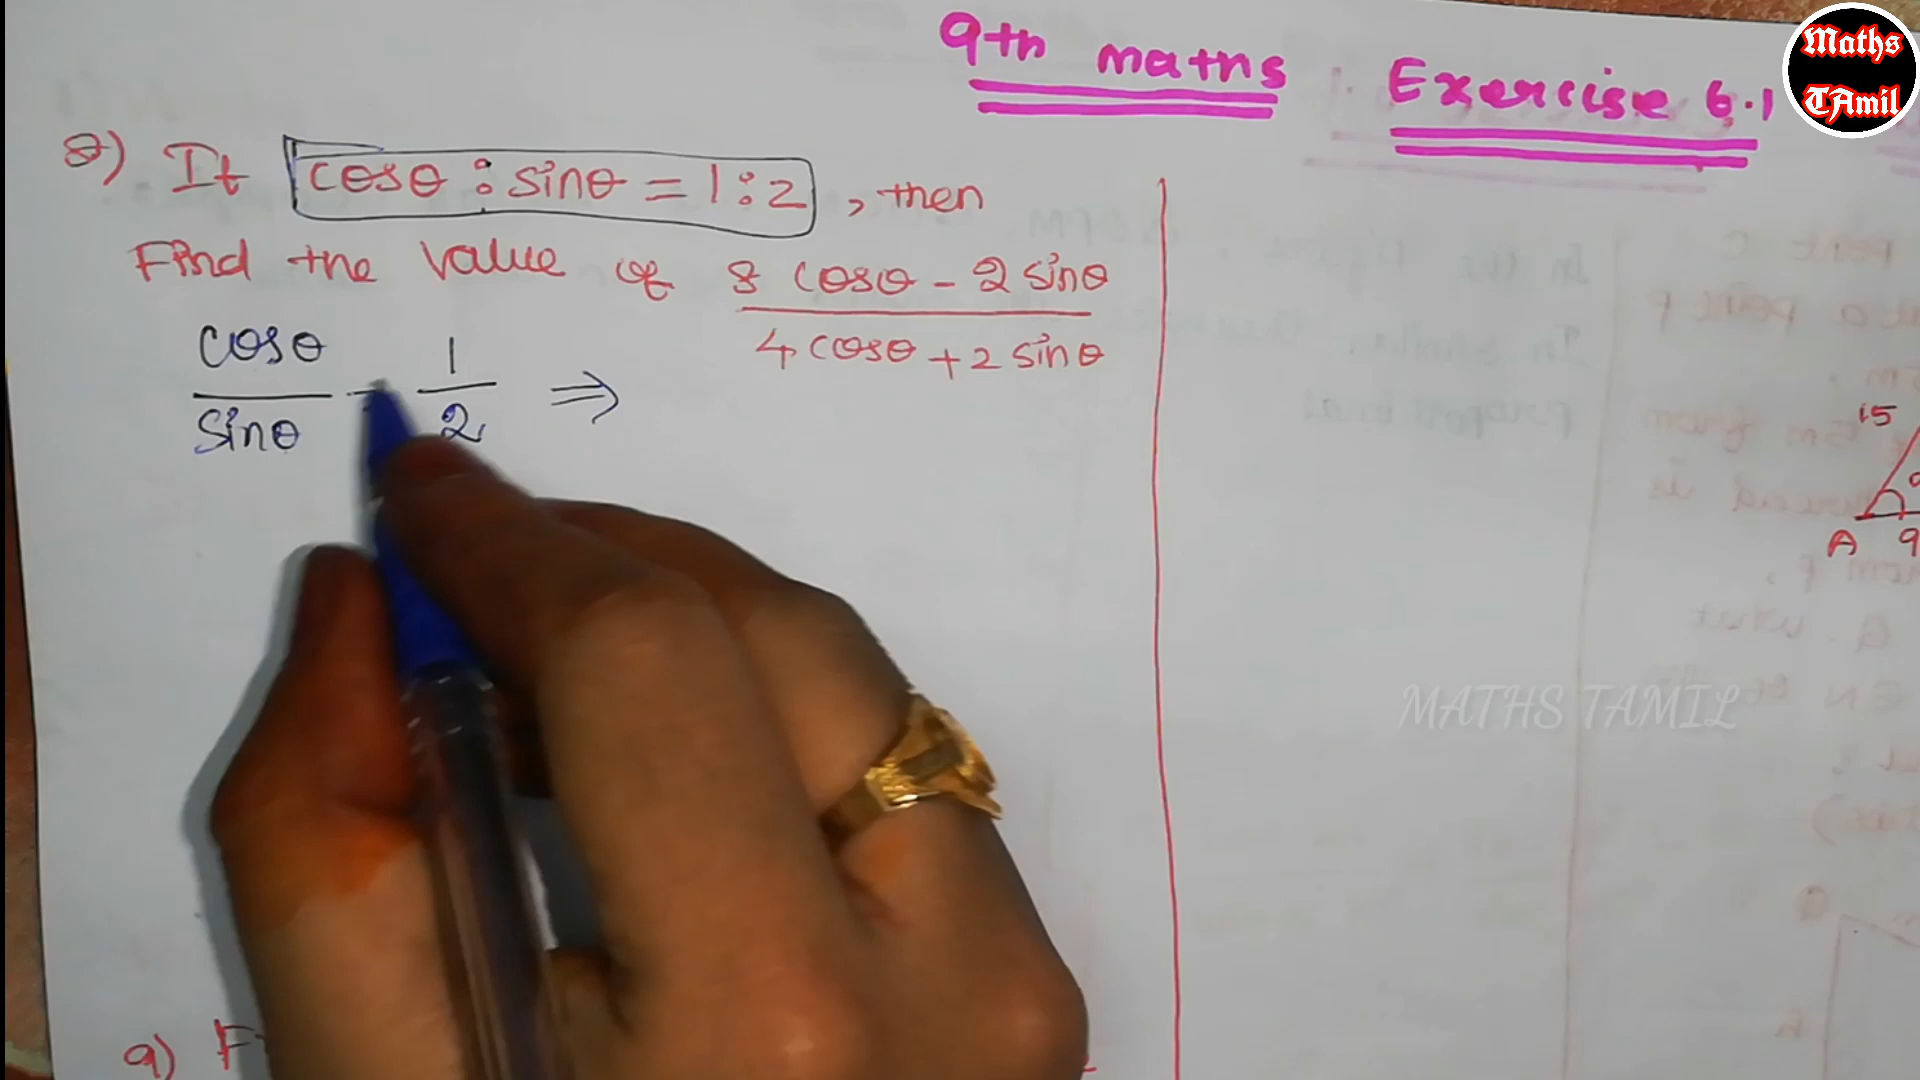 9th maths. Exercise 6.1
Maths
TAmil
8) If cosθ : sinθ = 1:2, then
Find the value of 8 cosθ - 2 sinθ
4 cosθ + 2 sinθ
cosθ 1
sinθ = 2 ⇒
15
A 9
MATHS TAMIL
9) F